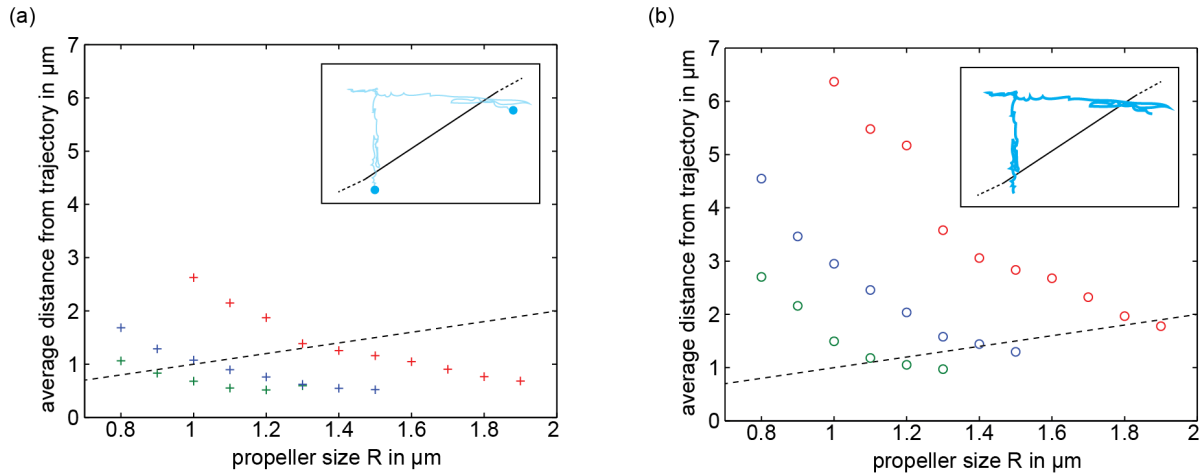 (a)
average distance from trajectory in µm
7
6
5
4
3
2
1
0
0.8 1 1.2 1.4 1.6 1.8 2
propeller size R in µm
(b)
average distance from trajectory in µm
7
6
5
4
3
2
1
0
0.8 1 1.2 1.4 1.6 1.8 2
propeller size R in µm